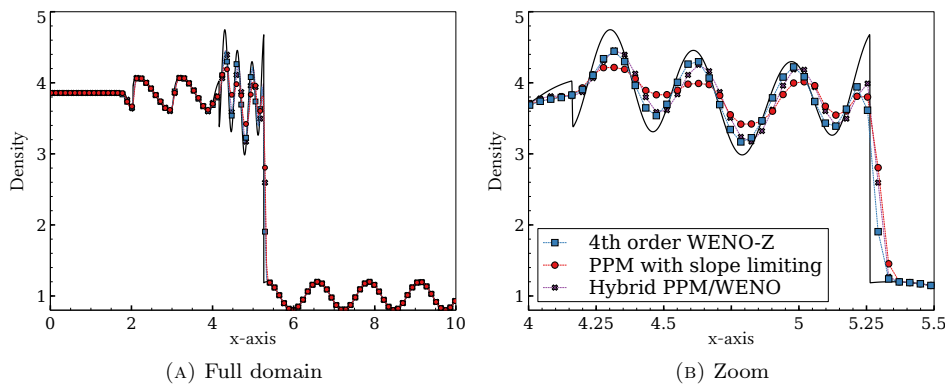 5
4
3
2
1
Density
0
2
4
6
8
10
x-axis
(A) Full domain
5
4
3
2
1
Density
4th order WENO-Z
PPM with slope limiting
Hybrid PPM/WENO
4
4.25
4.5
4.75
5
5.25
5.5
x-axis
(B) Zoom